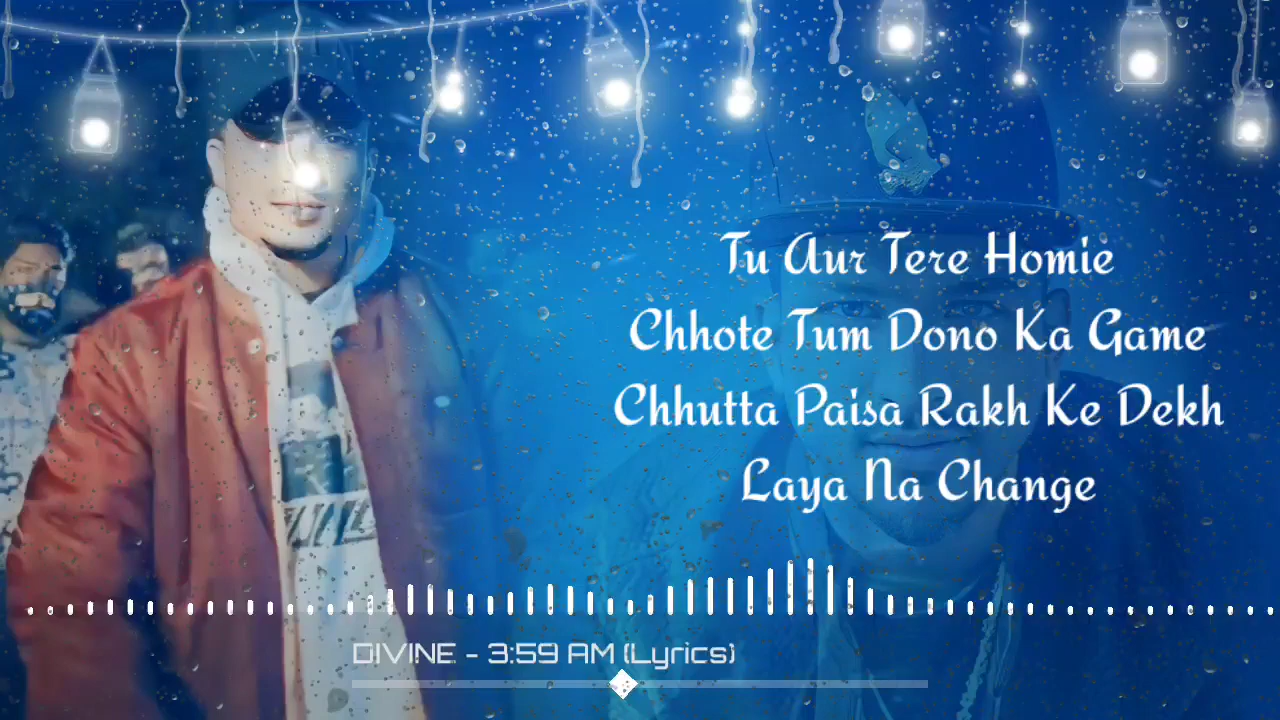 Tu Aur Tere Homie
Chhote Tum Dono Ka Game
Chhutta Paisa Rakh Ke Dekh
Laya Na Change
DIVINE - 3:59 AM (Lyrics)